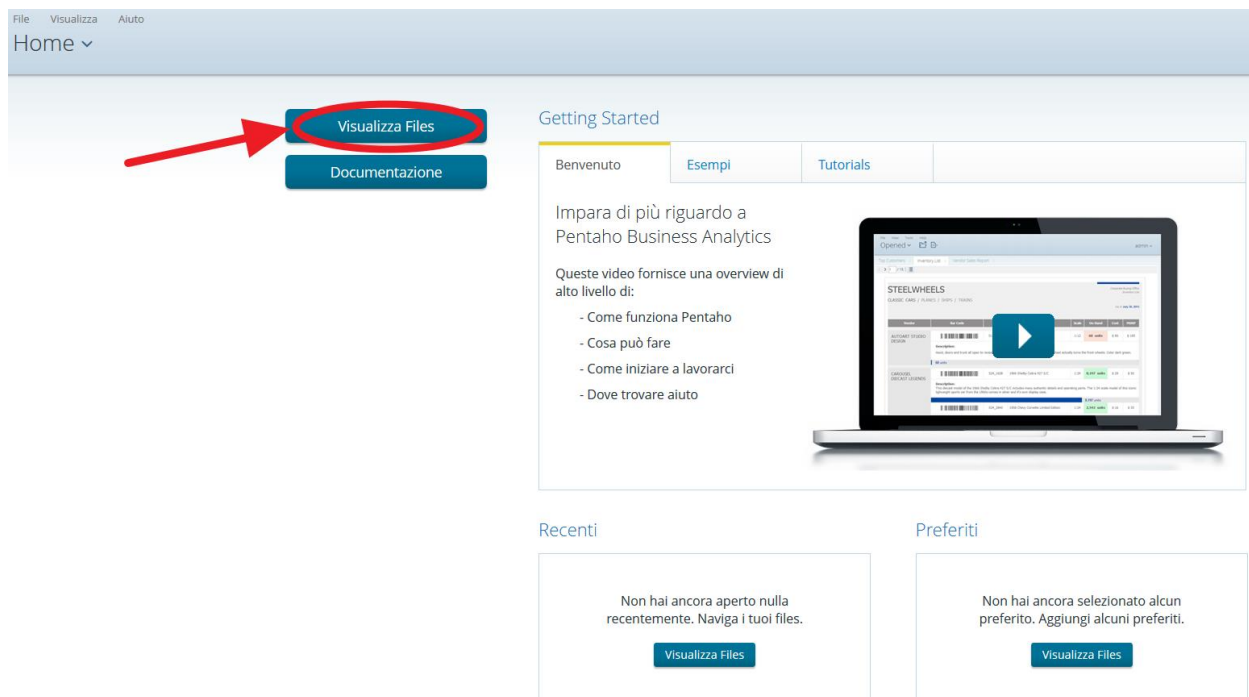 File Visualizza Aiuto
Home
Visualizza Files
Documentazione
Getting Started
Benvenuto Esempi Tutorials
Impara di più riguardo a
Pentaho Business Analytics
Queste video fornisce una overview di
alto livello di:
- Come funziona Pentaho
- Cosa può fare
- Come iniziare a lavorarci
- Dove trovare aiuto
Opened
STEELWHEELS
Recenti
Non hai ancora aperto nulla
recentemente. Naviga i tuoi files.
Visualizza Files
Preferiti
Non hai ancora selezionato alcun
preferito. Aggiungi alcuni preferiti.
Visualizza Files